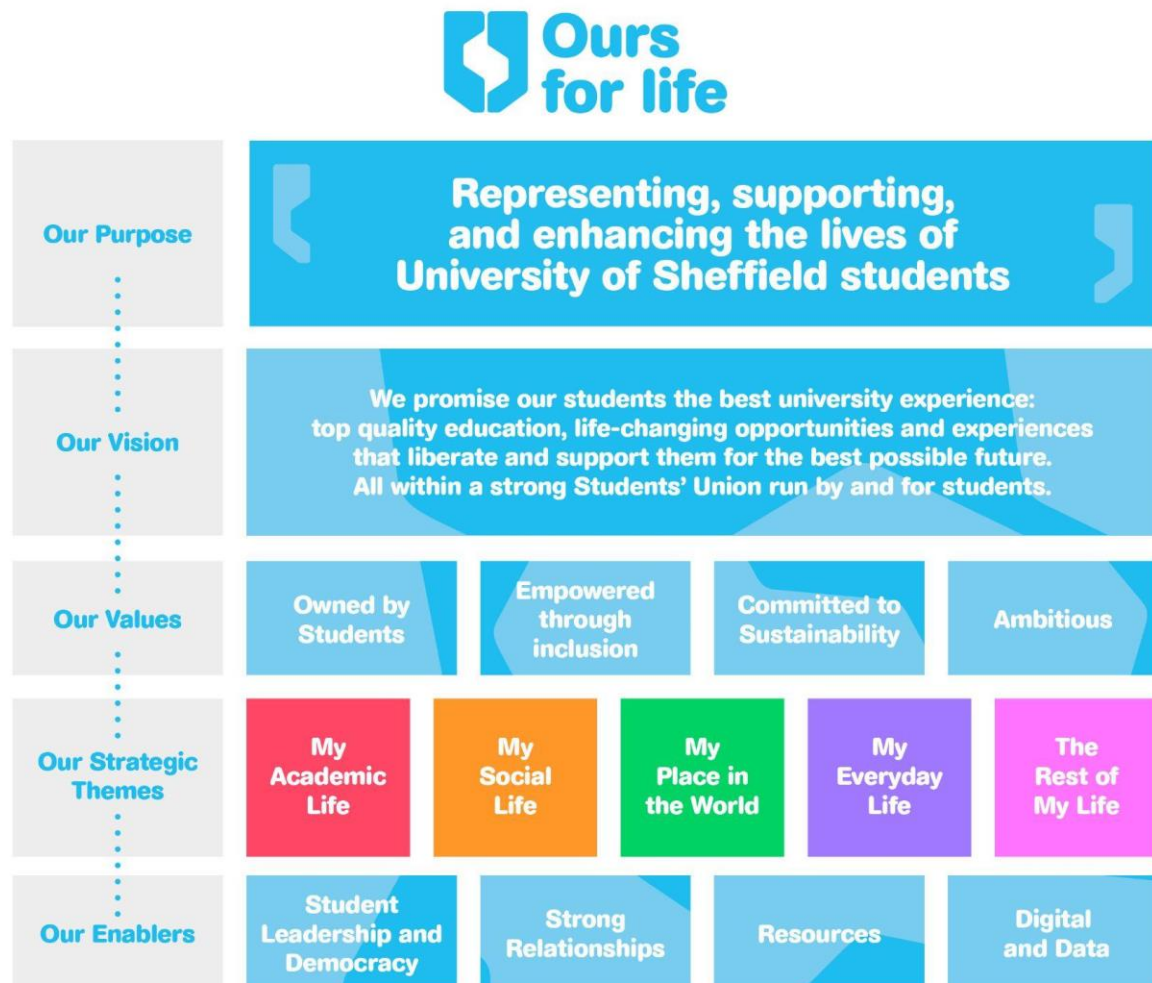 Ours
for life
Our Purpose
Representing, supporting,
and enhancing the lives of
University of Sheffield students
Our Vision
We promise our students the best university experience:
top quality education, life-changing opportunities and experiences
that liberate and support them for the best possible future.
All within a strong Students’ Union run by and for students.
Our Values
Owned by
Students
Empowered
through
inclusion
Committed to
Sustainability
Ambitious
Our Strategic
Themes
My
Academic
Life
My
Social
Life
My
Place in
the World
My
Everyday
Life
The
Rest of
My Life
Our Enablers
Student
Leadership and
Democracy
Strong
Relationships
Resources
Digital
and Data